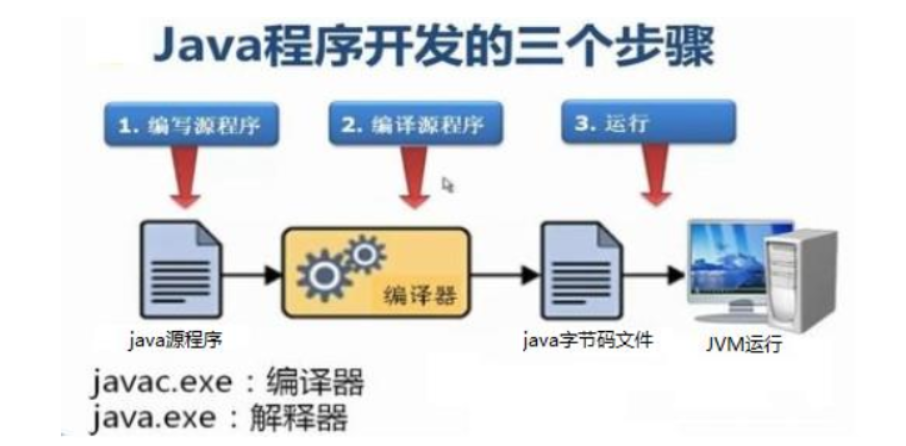 Java程序开发的三个步骤
1. 编写源程序
2. 编译源程序
3. 运行
编译器
java源程序
java字节码文件
JVM运行
javac.exe：编译器
java.exe：解释器